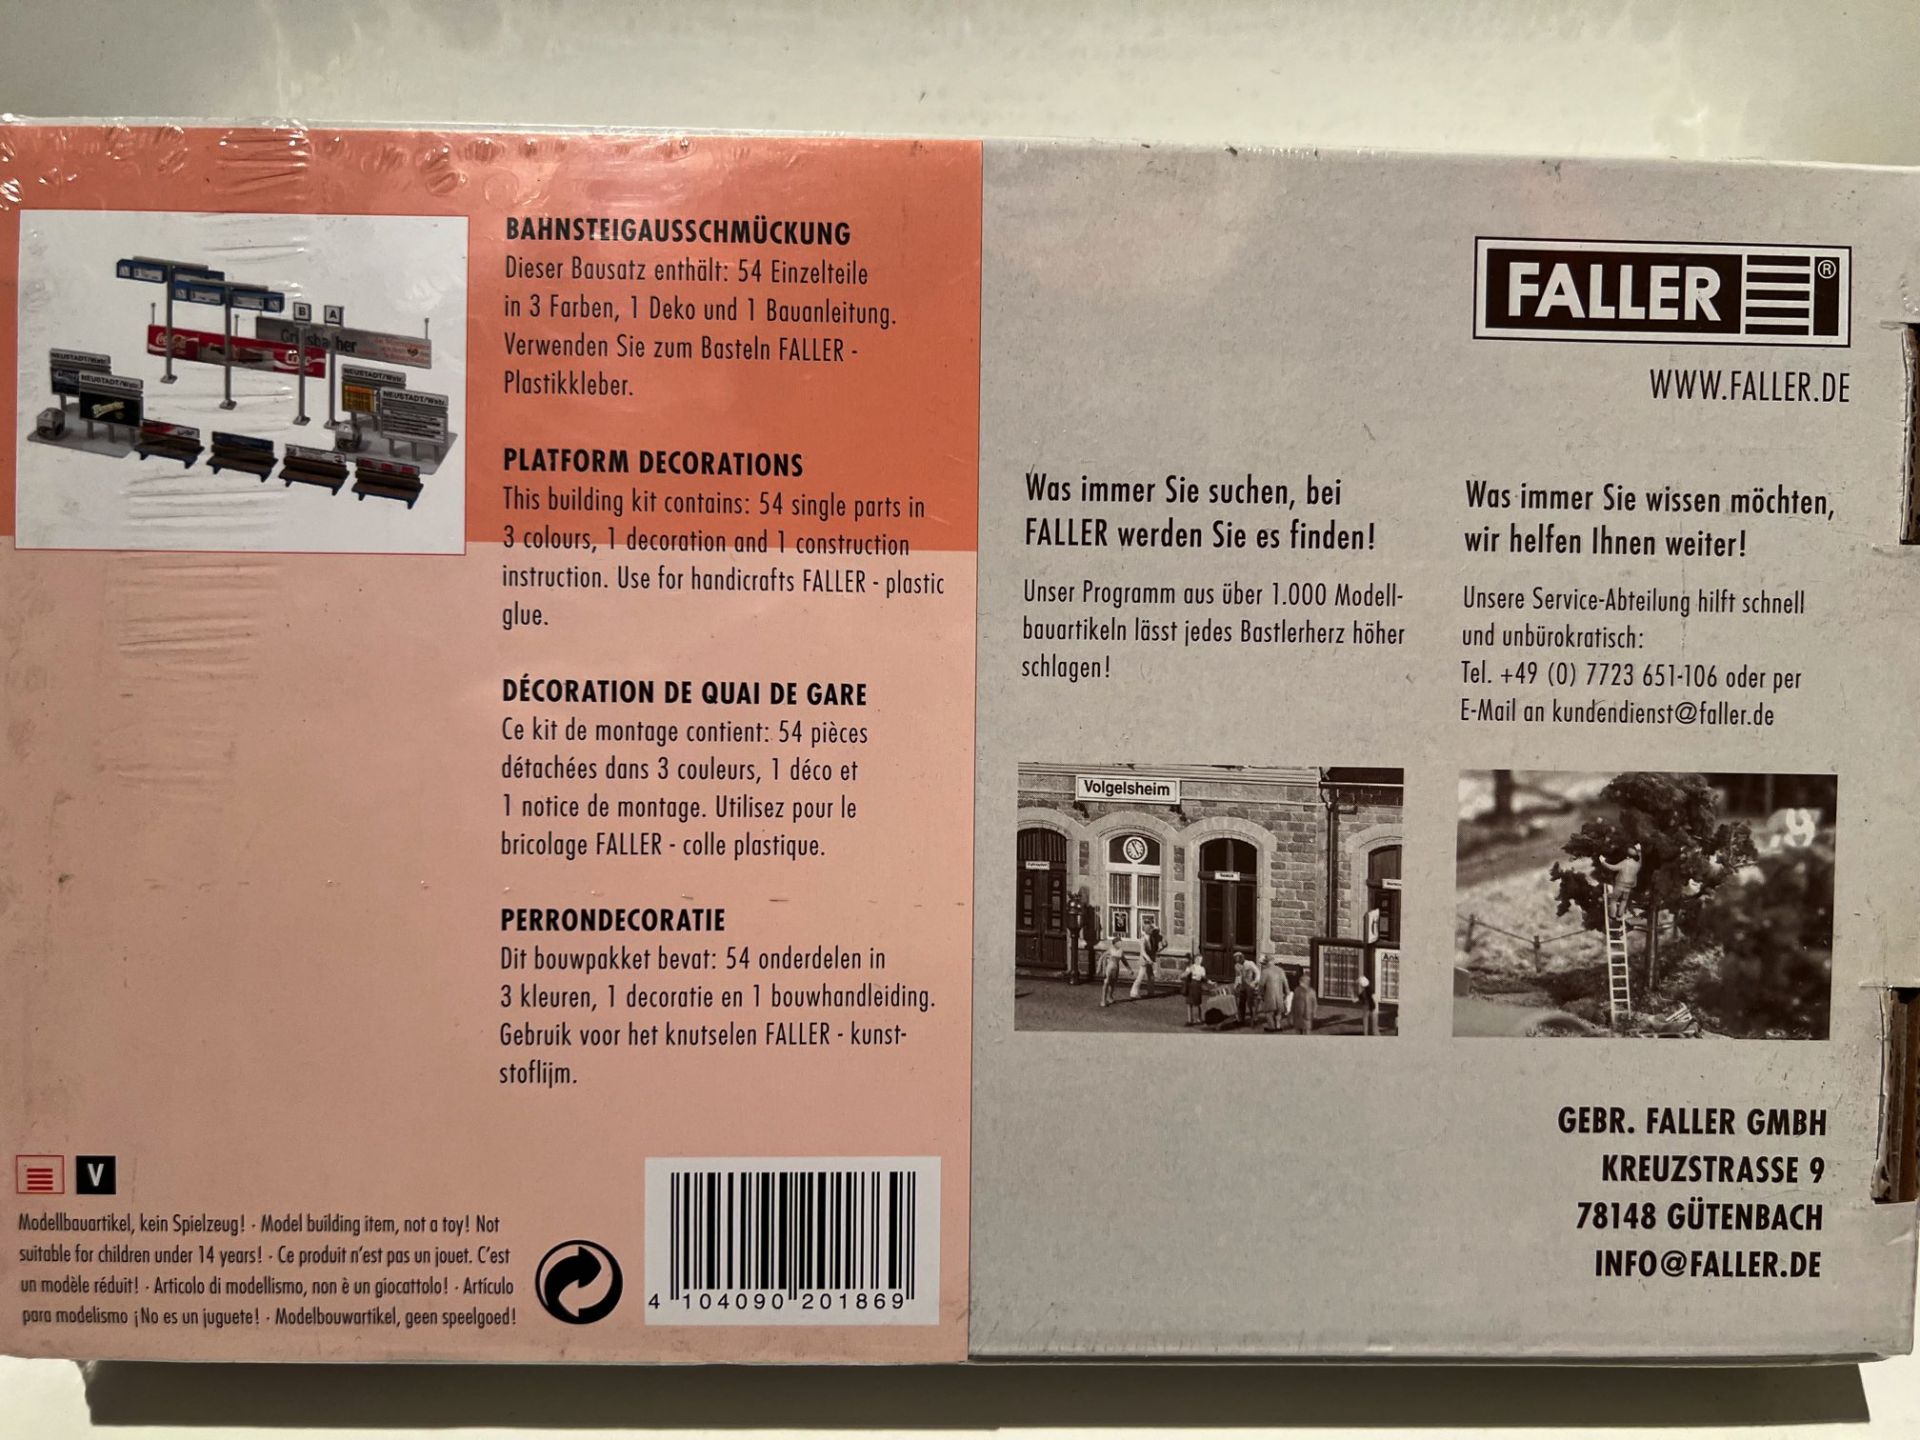 BAHNSTEIGAUSSCHMÜCKUNG
Dieser Bausatz enthält: 54 Einzelteile
in 3 Farben, 1 Deko und 1 Bauanleitung.
Verwenden Sie zum Basteln FALLER -
Plastikkleber.
PLATFORM DECORATIONS
This building kit contains: 54 single parts in
3 colours, 1 decoration and 1 construction
instruction. Use for handicrafts FALLER - plastic
glue.
DÉCORATION DE QUAI DE GARE
Ce kit de montage contient: 54 pièces
détachées dans 3 couleurs, 1 déco et
1 notice de montage. Utilisez pour le
bricolage FALLER - colle plastique.
PERRONDECORATIE
Dit bouwpakket bevat: 54 onderdelen in
3 kleuren, 1 decoratie en 1 bouwhandleiding.
Gebruik voor het knutselen FALLER - kunst-
stoflijm.
B A
Coca-Cola
NEUSTADT/Wstr.
NEUSTADT/Wstr.
NEUSTADT/Wstr.
NEUSTADT/Wstr.
V
Modellbauartikel, kein Spielzeug! · Model building item, not a toy! Not
suitable for children under 14 years! · Ce produit n'est pas un jouet. C'est
un modèle réduit! · Articolo di modellismo, non è un giocattolo! · Artículo
para modelismo ¡No es un juguete! · Modelbouwartikel, geen speelgoed!
4 104090 201869
FALLER ®
WWW.FALLER.DE
Was immer Sie suchen, bei
FALLER werden Sie es finden!
Unser Programm aus über 1.000 Modell-
bauartikeln lässt jedes Bastlerherz höher
schlagen!
Was immer Sie wissen möchten,
wir helfen Ihnen weiter!
Unsere Service-Abteilung hilft schnell
und unbürokratisch:
Tel. +49 (0) 7723 651-106 oder per
E-Mail an kundendienst@faller.de
Volgelsheim
GEBR. FALLER GMBH
KREUZSTRASSE 9
78148 GÜTENBACH
INFO@FALLER.DE